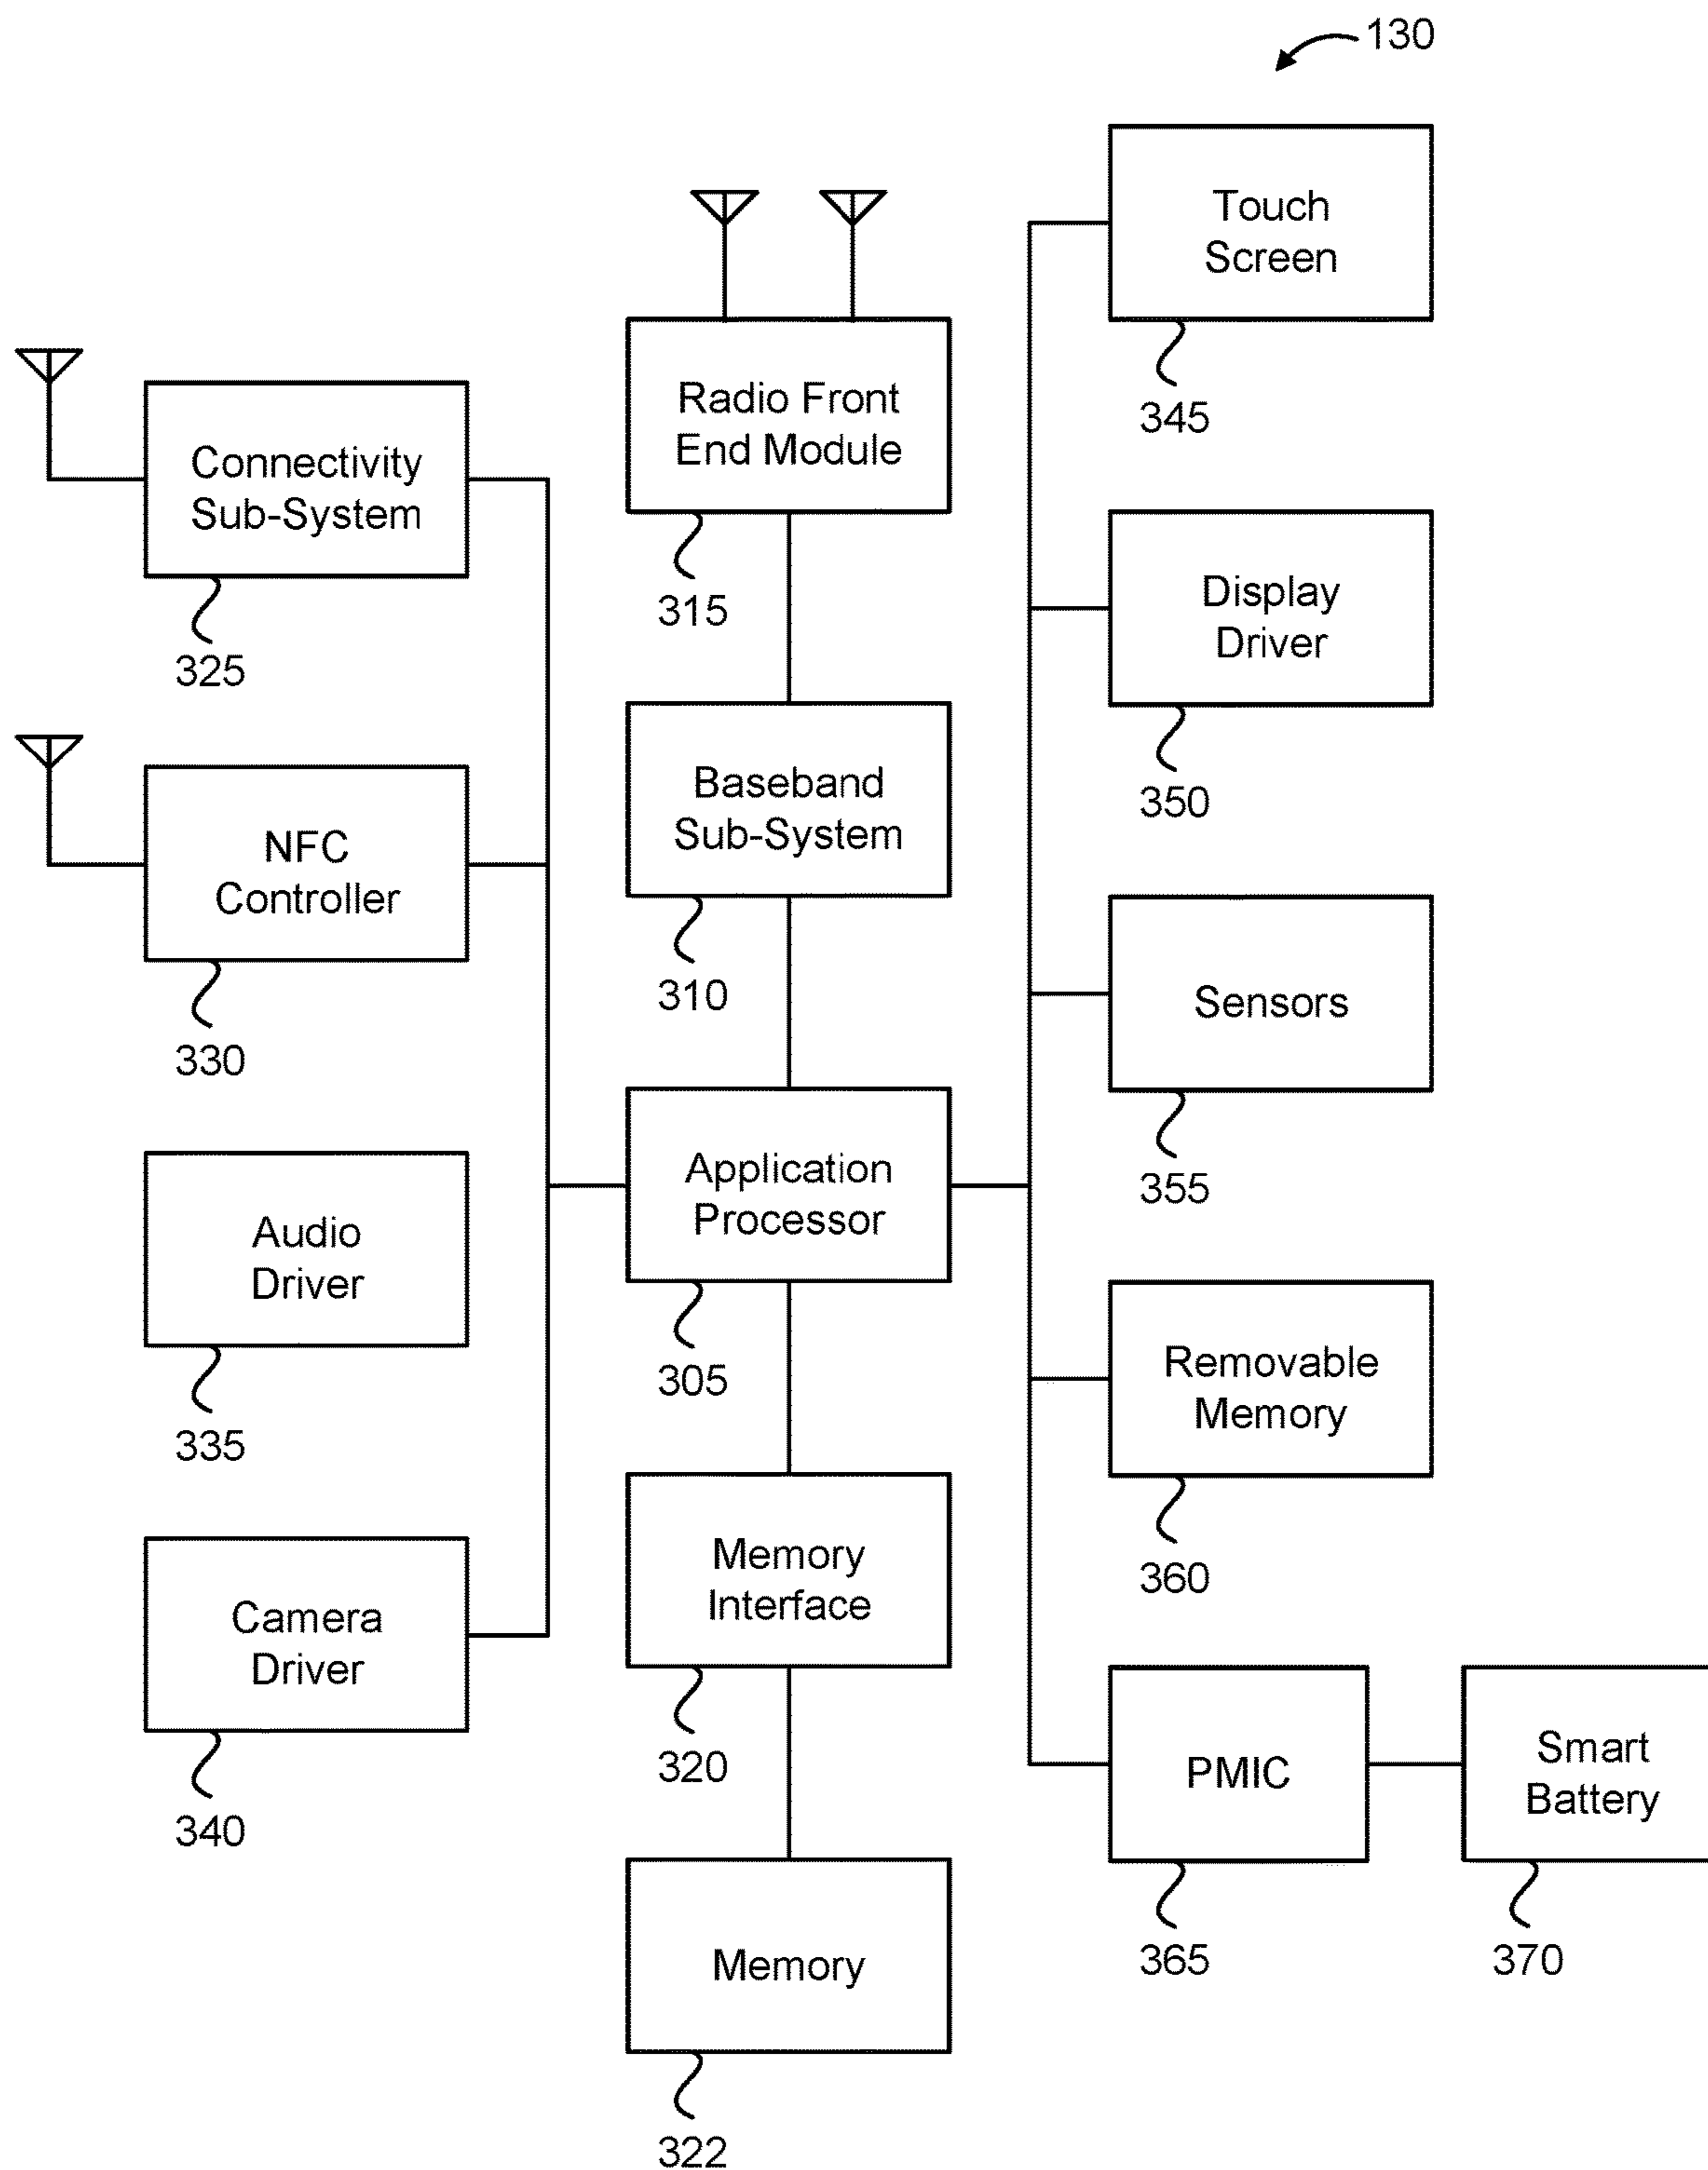 130
Touch
Screen
345
Radio Front
End Module
315
Connectivity
Sub-System
325
Display
Driver
350
Baseband
Sub-System
310
NFC
Controller
330
Sensors
355
Application
Processor
305
Audio
Driver
335
Removable
Memory
360
Memory
Interface
320
Camera
Driver
340
PMIC
365
Smart
Battery
370
Memory
322